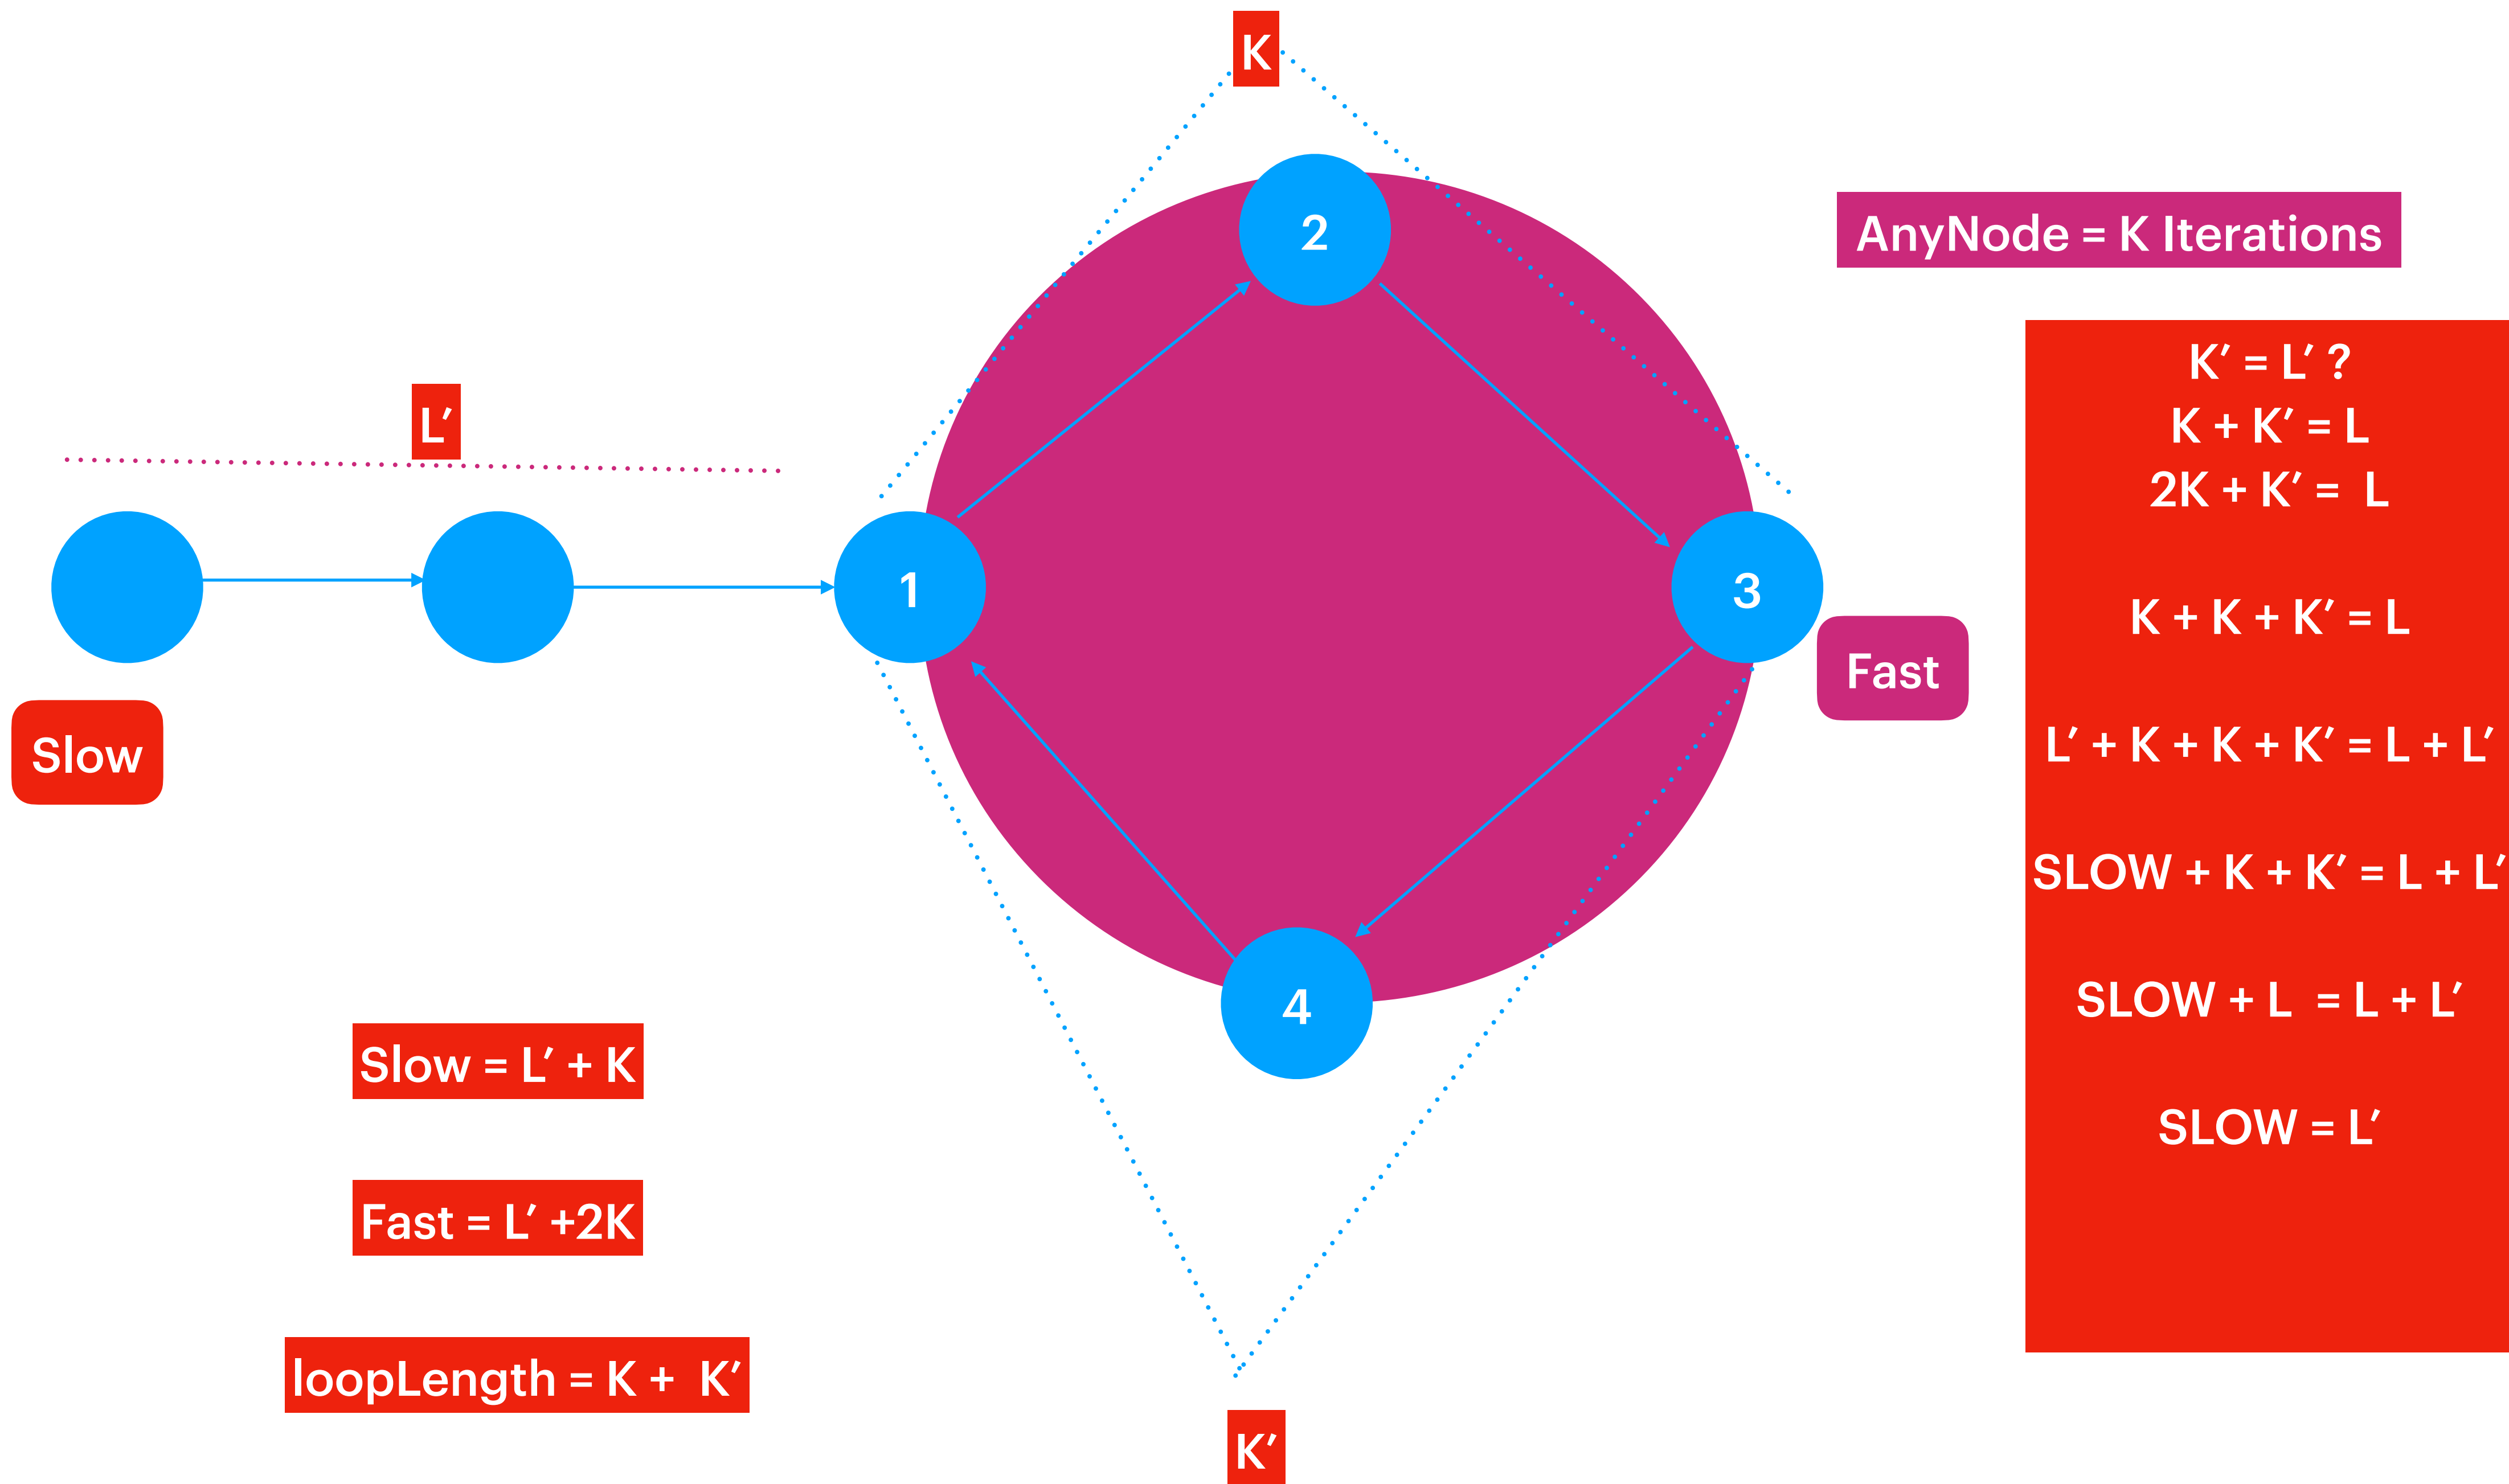 K
2
AnyNode = K Iterations
L′
1
3
Slow
Fast
4
Slow = L′ + K
Fast = L′ +2K
loopLength = K + K′
K′
K′ = L′ ?
K + K′ = L
2K + K′ = L
K + K + K′ = L
L′ + K + K + K′ = L + L′
SLOW + K + K′ = L + L′
SLOW + L = L + L′
SLOW = L′